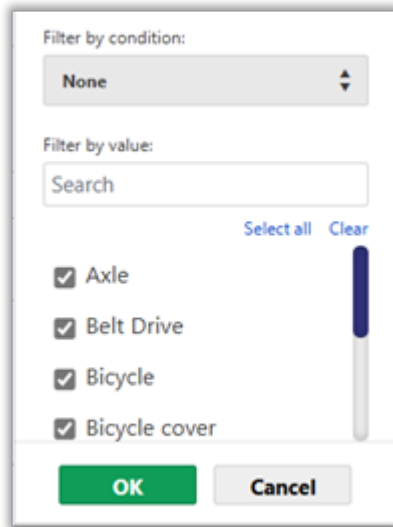 Filter by condition:
None
Filter by value:
Search
Select all Clear
Axle
Belt Drive
Bicycle
Bicycle cover
OK Cancel